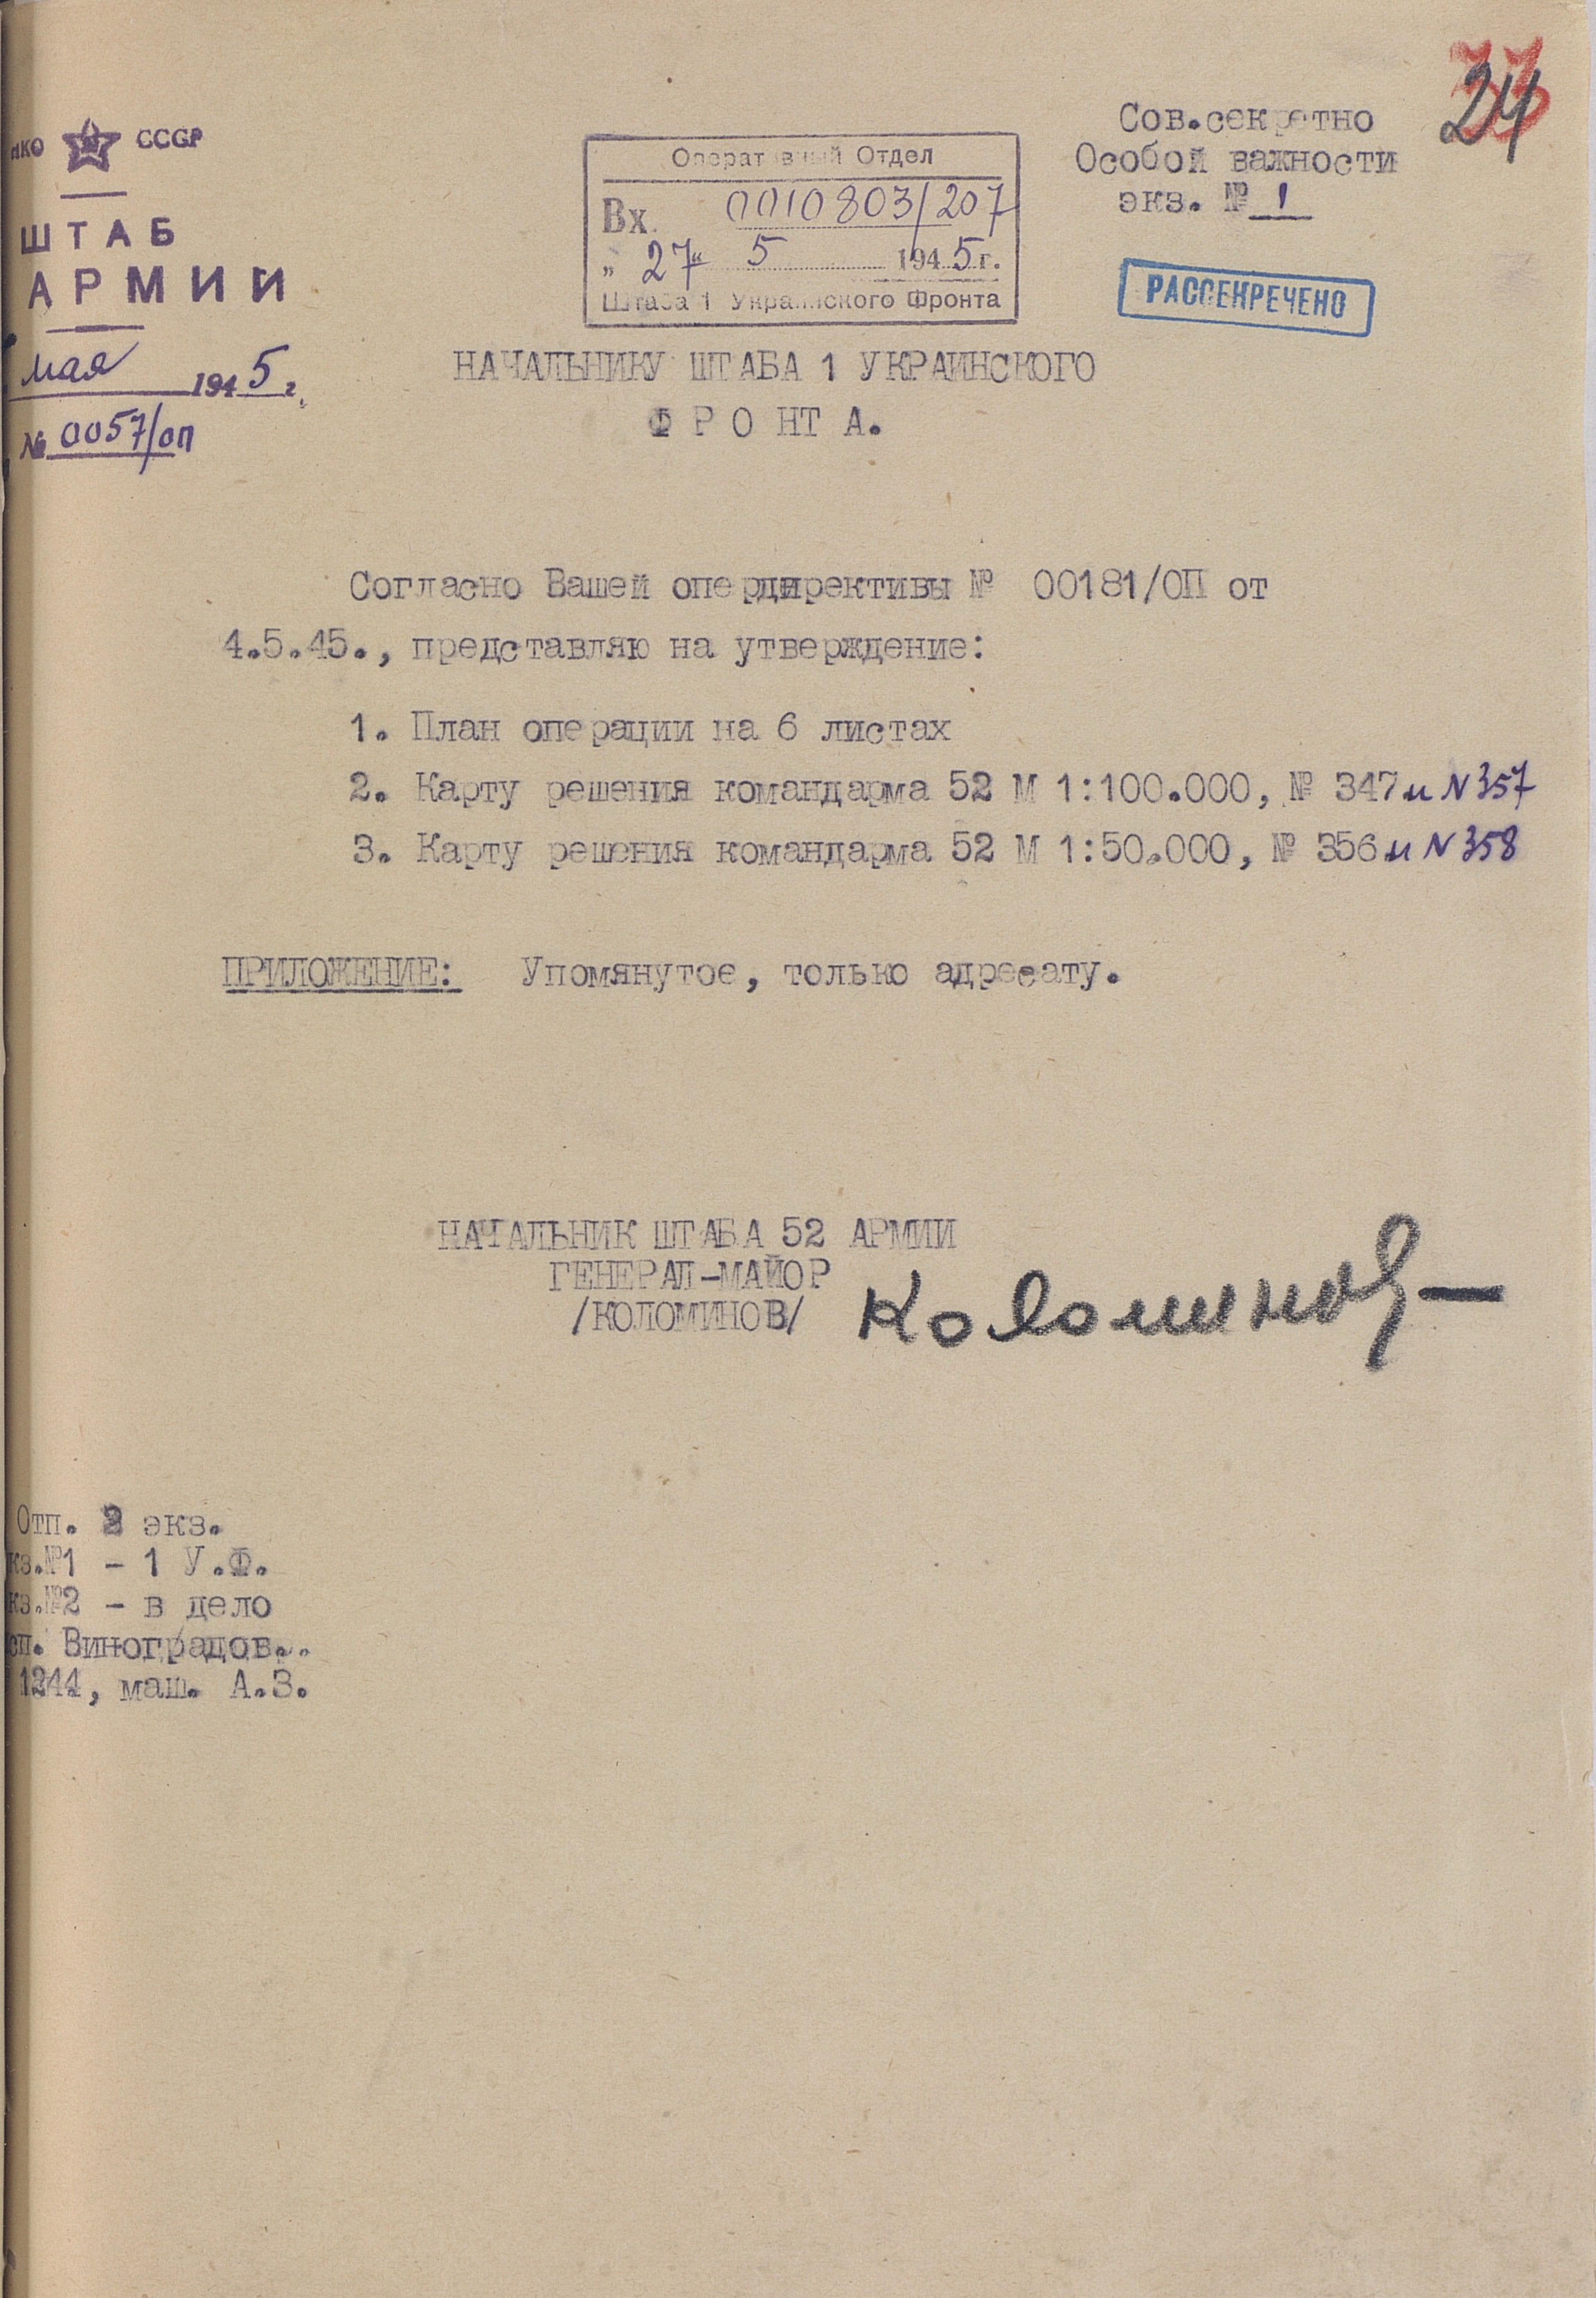 33
24
НКО СССР
ШТАБ
АРМИИ
мая 1945 г.
№ 0057/оп
Оперативный Отдел
Вх. 0010803/207
„27“ 5 1945 г.
Штаба 1 Украинского Фронта
Сов.секретно
Особой важности
экз. № 1
РАССЕКРЕЧЕНО
НАЧАЛЬНИКУ ШТАБА 1 УКРАИНСКОГО
ФРОНТА.
Согласно Вашей опердирективы № 00181/ОП от
4.5.45., представляю на утверждение:
1. План операции на 6 листах
2. Карту решения командарма 52 М 1:100.000, № 347 и N 357
3. Карту решения командарма 52 М 1:50.000, № 356 и N 358
ПРИЛОЖЕНИЕ: Упомянутое, только адресату.
НАЧАЛЬНИК ШТАБА 52 АРМИИ
ГЕНЕРАЛ-МАЙОР
/КОЛОМИНОВ/ Коломинов
Отп. 2 экз.
кз.№1 - 1 У.Ф.
кз.№2 - в дело
сп. Виноградов..
1244, маш. А.З.